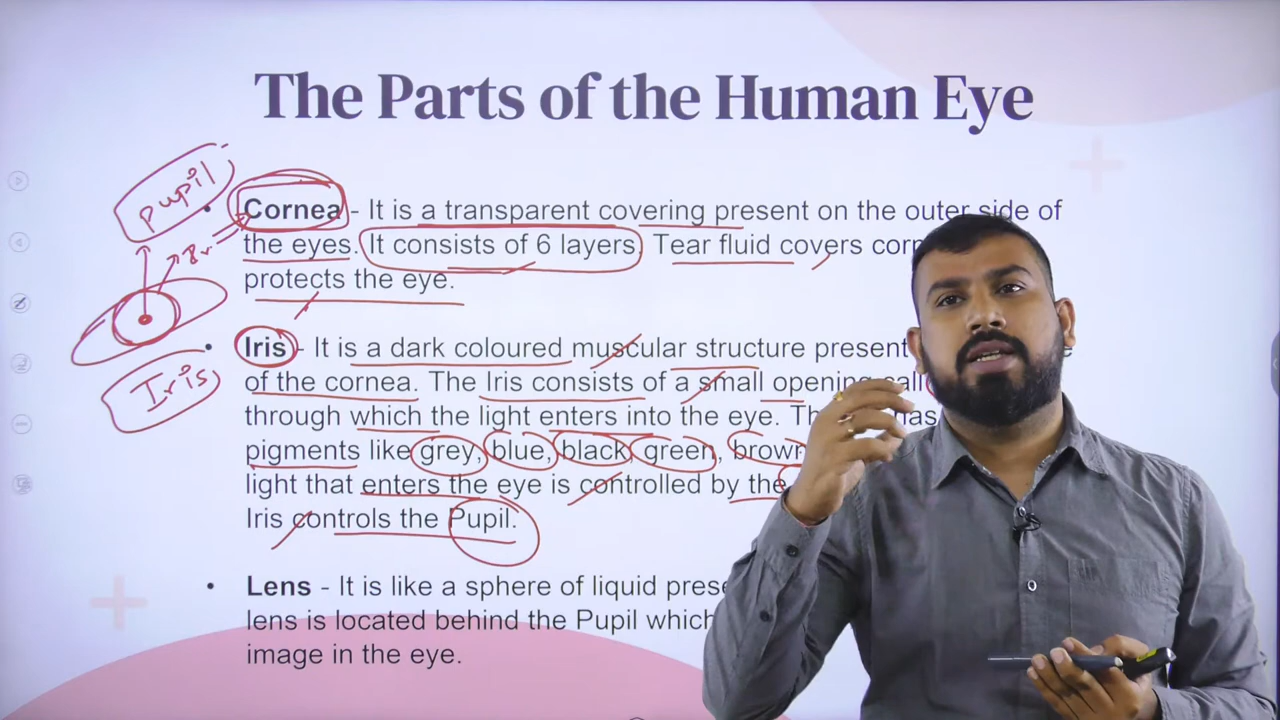 The Parts of the Human Eye
pupil
• Cornea - It is a transparent covering present on the outer side of
the eyes. It consists of 6 layers. Tear fluid covers
protects the eye.
• Iris - It is a dark coloured muscular structure present
of the cornea. The Iris consists of a small opening
Iris
through which the light enters into the eye.
pigments like grey, blue, black, green, brown
light that enters the eye is controlled by the
Iris controls the Pupil.
• Lens - It is like a sphere of liquid
lens is located behind the Pupil which
image in the eye.